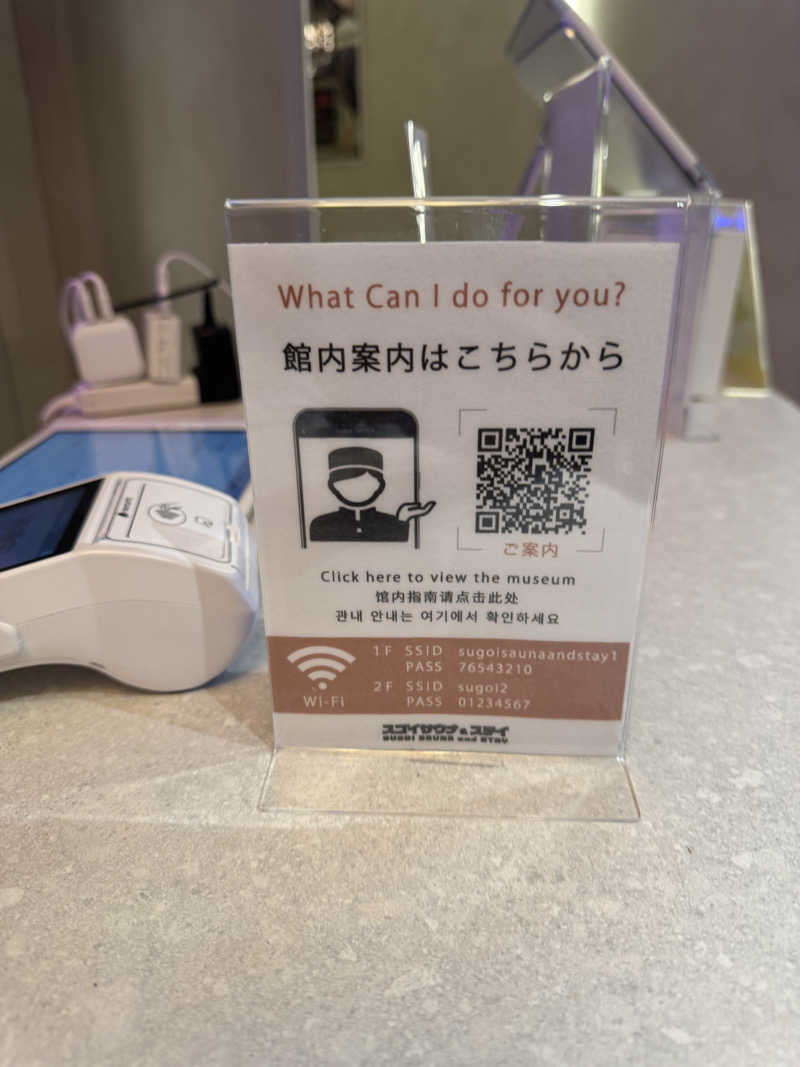 What Can I do for you?
館内案内はこちらから
ご案内
Click here to view the museum
馆内指南请点击此处
관내 안내는 여기에서 확인하세요
1F SSID sugoisaunaandstay1
PASS 76543210
2F SSID sugoi2
PASS 01234567
Wi-Fi
スゴイサウナ&ステイ
SUGOI SAUNA and STAY